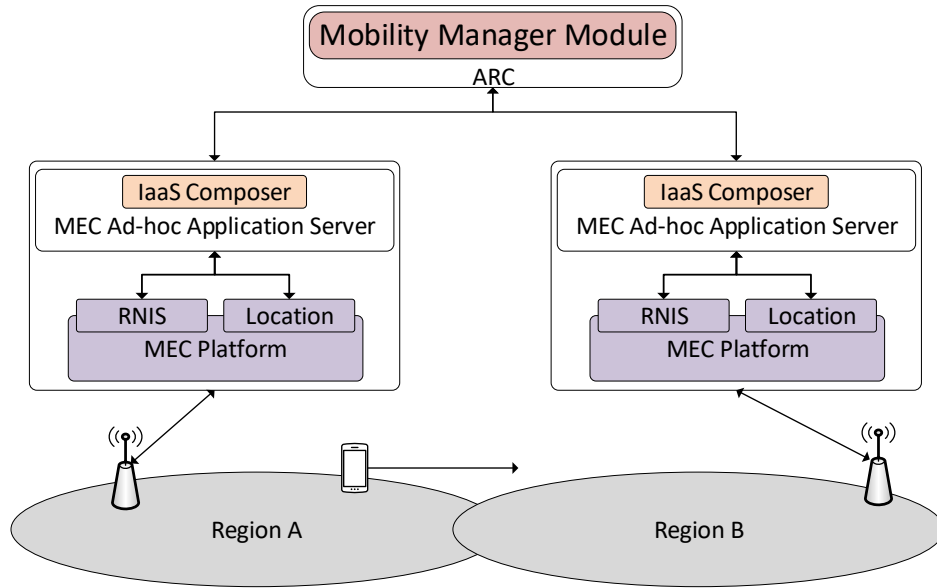 Mobility Manager Module
ARC
IaaS Composer
MEC Ad-hoc Application Server
RNIS
Location
MEC Platform
IaaS Composer
MEC Ad-hoc Application Server
RNIS
Location
MEC Platform
Region A
Region B